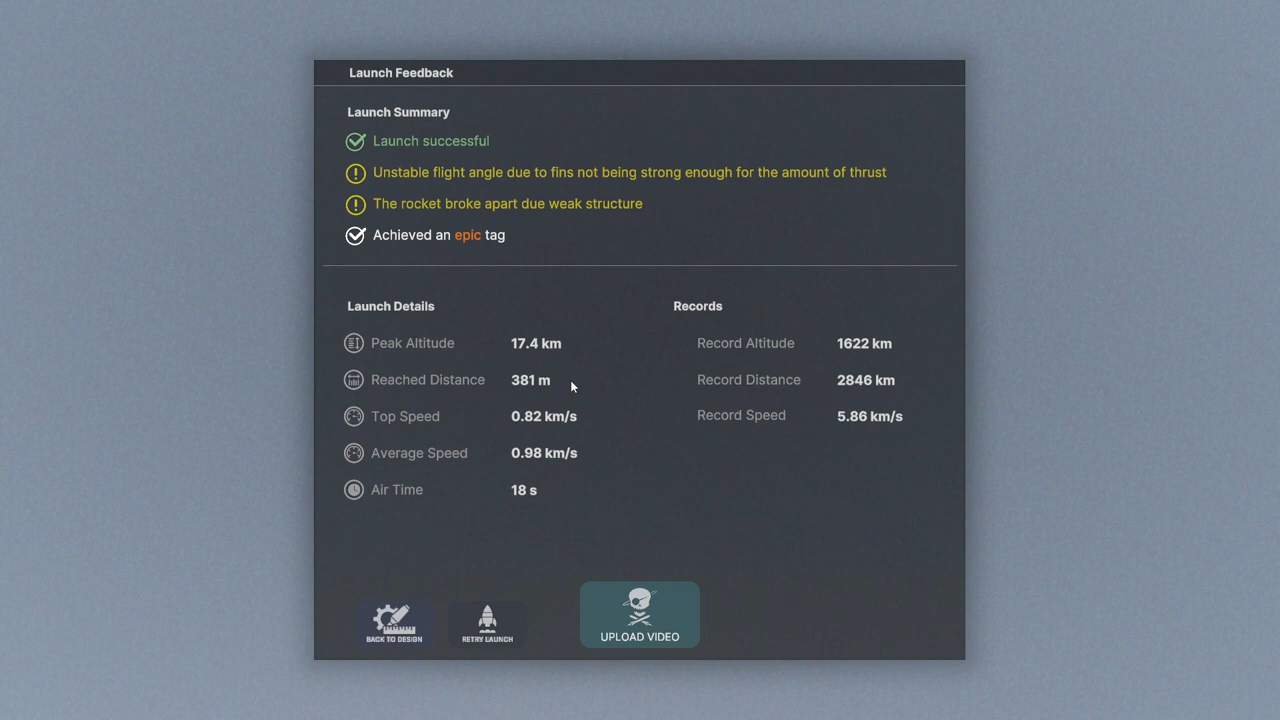 Launch Feedback
Launch Summary
Launch successful
Unstable flight angle due to fins not being strong enough for the amount of thrust
The rocket broke apart due weak structure
Achieved an epic tag
Launch Details
Peak Altitude 17.4 km
Reached Distance 381 m
Top Speed 0.82 km/s
Average Speed 0.98 km/s
Air Time 18 s
Records
Record Altitude 1622 km
Record Distance 2846 km
Record Speed 5.86 km/s
BACK TO DESIGN
RETRY LAUNCH
UPLOAD VIDEO